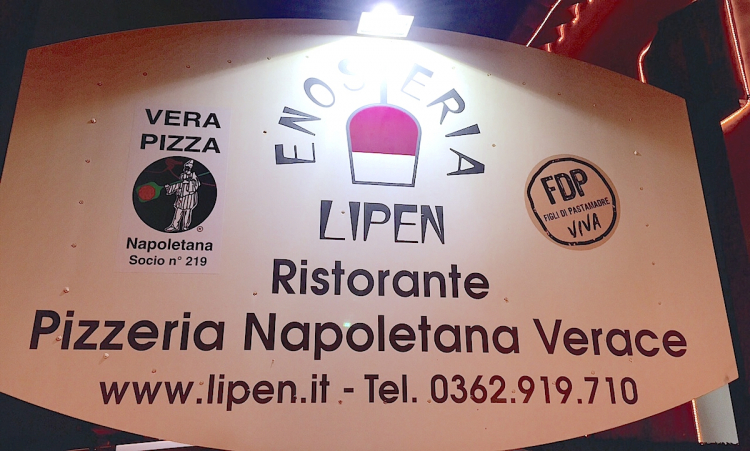 ENOSTERIA
LIPEN
VERA
PIZZA
®
Napoletana
Socio n° 219
FDP
FIGLI DI PASTAMADRE
VIVA
Ristorante
Pizzeria Napoletana Verace
www.lipen.it - Tel. 0362.919.710